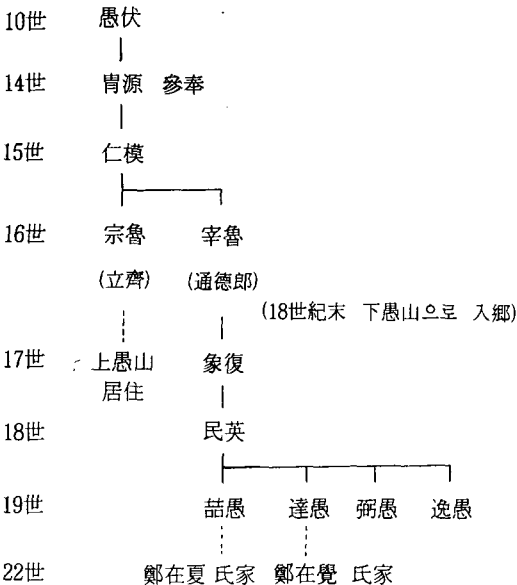 10世 愚伏
14世 冑源 參奉
15世 仁模
16世 宗魯 宰魯
(立齊) (通德郎)
(18世紀末 下愚山으로 入鄕)
17世 上愚山 象復
居住
18世 民英
19世 喆愚 達愚 弼愚 逸愚
22世 鄭在夏 氏家 鄭在覺 氏家